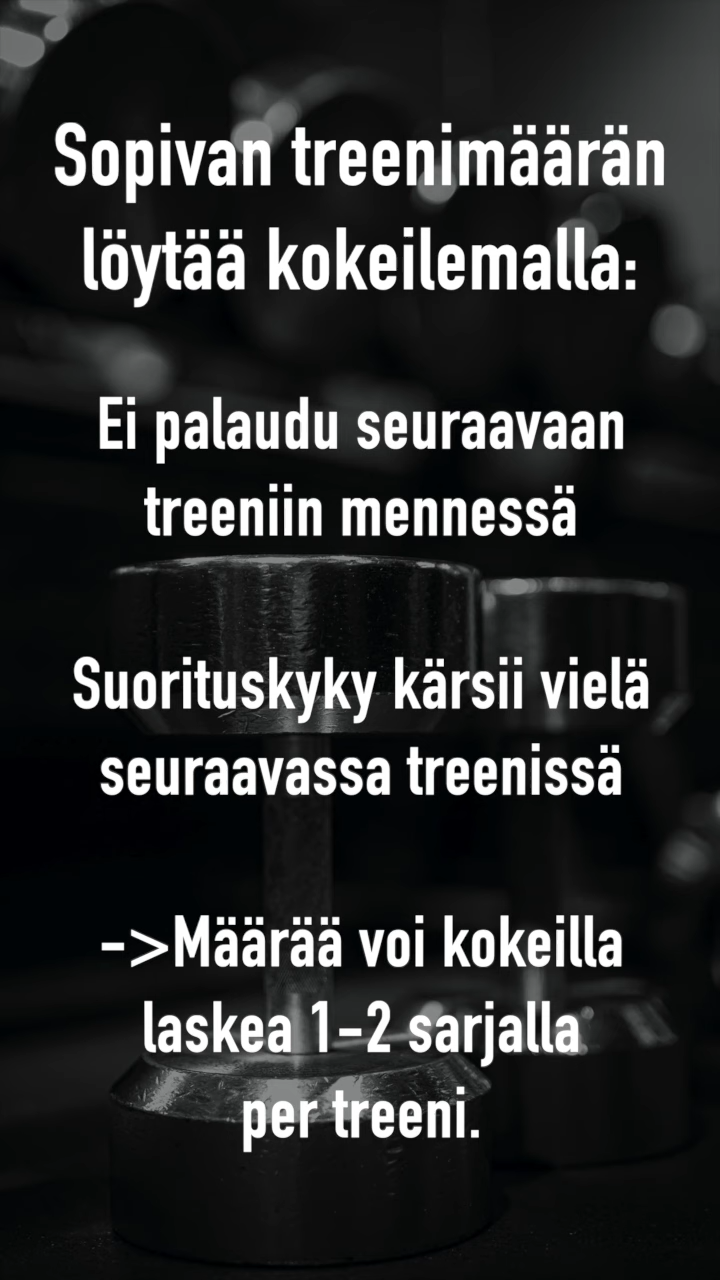 Sopivan treenimäärän
löytää kokeilemalla:
Ei palaudu seuraavaan
treeniin mennessä
Suorituskyky kärsii vielä
seuraavassa treenissä
->Määrää voi kokeilla
laskea 1-2 sarjalla
per treeni.